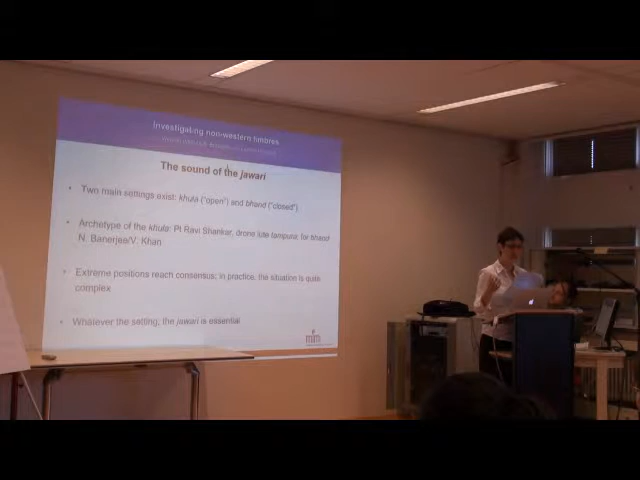 Investigating non-western timbres
The sound of the jawari
• Two main settings exist: khula ("open") and bhand ("closed")
• Archetype of the khula: Pt Ravi Shankar, drone lute tampura; for bhand
N. Banerjee/V. Khan
• Extreme positions reach consensus; in practice, the situation is quite
complex
• Whatever the setting; the jawari is essential
mim